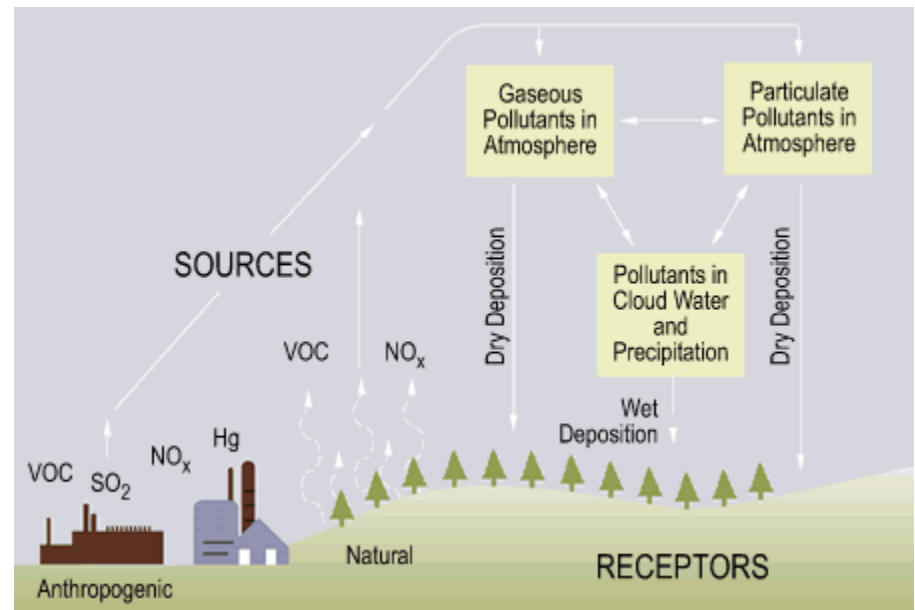 Gaseous
Pollutants in
Atmosphere
Particulate
Pollutants in
Atmosphere
SOURCES
Dry Deposition
Pollutants in
Cloud Water
and
Precipitation
Dry Deposition
VOC
NOx
Wet
Deposition
VOC
SO2
NOx
Hg
Natural
RECEPTORS
Anthropogenic